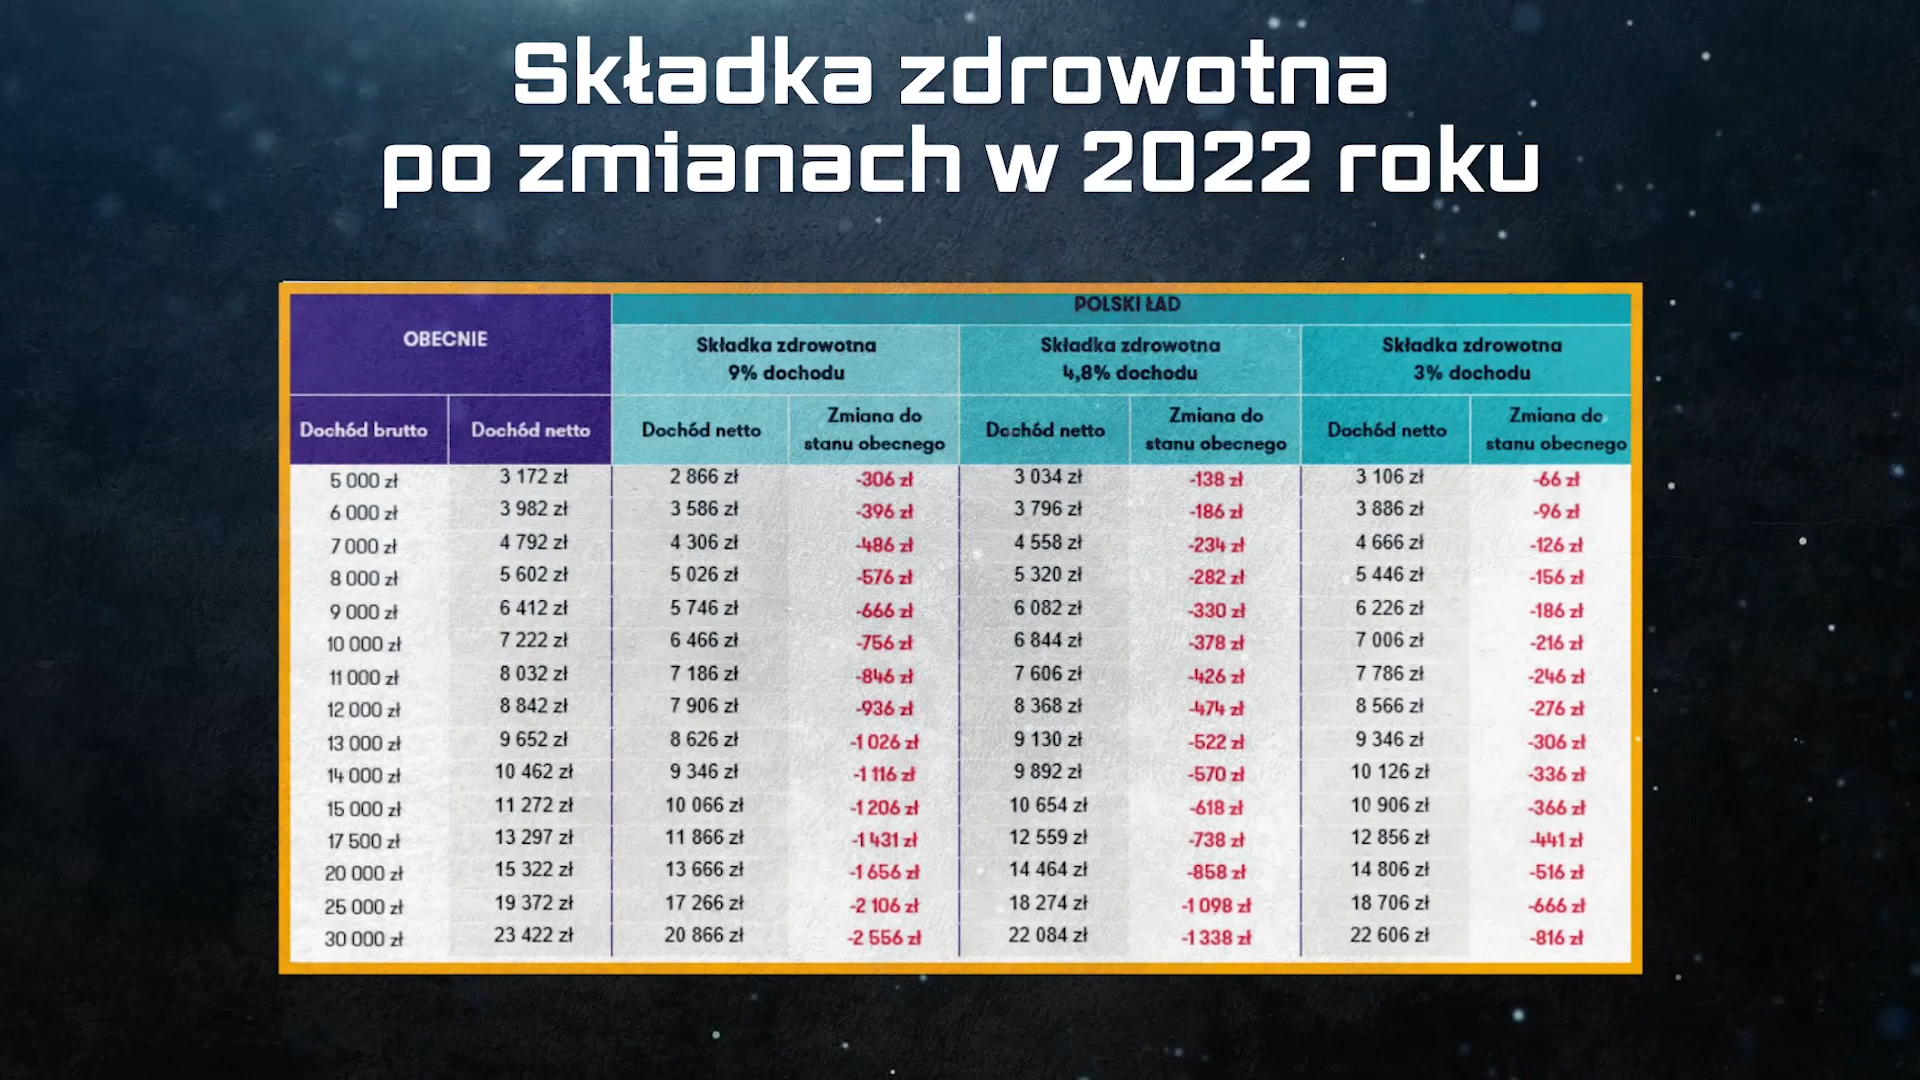 Składka zdrowotna
po zmianach w 2022 roku
OBECNIE
POLSKI ŁAD
Składka zdrowotna
9% dochodu
Składka zdrowotna
4,8% dochodu
Składka zdrowotna
3% dochodu
Dochód brutto Dochód netto Dochód netto Zmiana do stanu obecnego Dochód netto Zmiana do stanu obecnego Dochód netto Zmiana do stanu obecnego
5 000 zł 3 172 zł 2 866 zł -306 zł 3 034 zł -138 zł 3 106 zł -66 zł
6 000 zł 3 982 zł 3 586 zł -396 zł 3 796 zł -186 zł 3 886 zł -96 zł
7 000 zł 4 792 zł 4 306 zł -486 zł 4 558 zł -234 zł 4 666 zł -126 zł
8 000 zł 5 602 zł 5 026 zł -576 zł 5 320 zł -282 zł 5 446 zł -156 zł
9 000 zł 6 412 zł 5 746 zł -666 zł 6 082 zł -330 zł 6 226 zł -186 zł
10 000 zł 7 222 zł 6 466 zł -756 zł 6 844 zł -378 zł 7 006 zł -216 zł
11 000 zł 8 032 zł 7 186 zł -846 zł 7 606 zł -426 zł 7 786 zł -246 zł
12 000 zł 8 842 zł 7 906 zł -936 zł 8 368 zł -474 zł 8 566 zł -276 zł
13 000 zł 9 652 zł 8 626 zł -1 026 zł 9 130 zł -522 zł 9 346 zł -306 zł
14 000 zł 10 462 zł 9 346 zł -1 116 zł 9 892 zł -570 zł 10 126 zł -336 zł
15 000 zł 11 272 zł 10 066 zł -1 206 zł 10 654 zł -618 zł 10 906 zł -366 zł
17 500 zł 13 297 zł 11 866 zł -1 431 zł 12 559 zł -738 zł 12 856 zł -441 zł
20 000 zł 15 322 zł 13 666 zł -1 656 zł 14 464 zł -858 zł 14 806 zł -516 zł
25 000 zł 19 372 zł 17 266 zł -2 106 zł 18 274 zł -1 098 zł 18 706 zł -666 zł
30 000 zł 23 422 zł 20 866 zł -2 556 zł 22 084 zł -1 338 zł 22 606 zł -816 zł